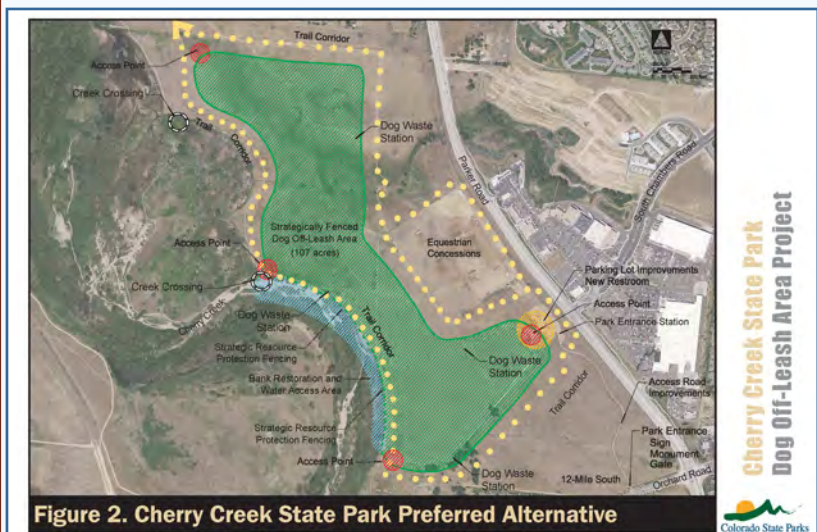 Trail Corridor
Access Point
Creek Crossing
Trail
Corridor
Dog Waste
Station
Parker Road
South Chambers Road
Strategically Fenced
Dog Off-Leash Area
(107 acres)
Equestrian
Concessions
Access Point
Creek Crossing
Cherry Creek
Parking Lot Improvements
New Restroom
Access Point
Park Entrance Station
Dog Waste
Station
Trail Corridor
Strategic Resource
Protection Fencing
Dog Waste
Station
Bank Restoration and
Water Access Area
Trail Corridor
Access Road
Improvements
Strategic Resource
Protection Fencing
Park Entrance
Sign
Monument
Gate
Access Point
Dog Waste
Station
12-Mile South
Orchard Road
Figure 2. Cherry Creek State Park Preferred Alternative
Cherry Creek State Park
Dog Off-Leash Area Project
Colorado State Parks